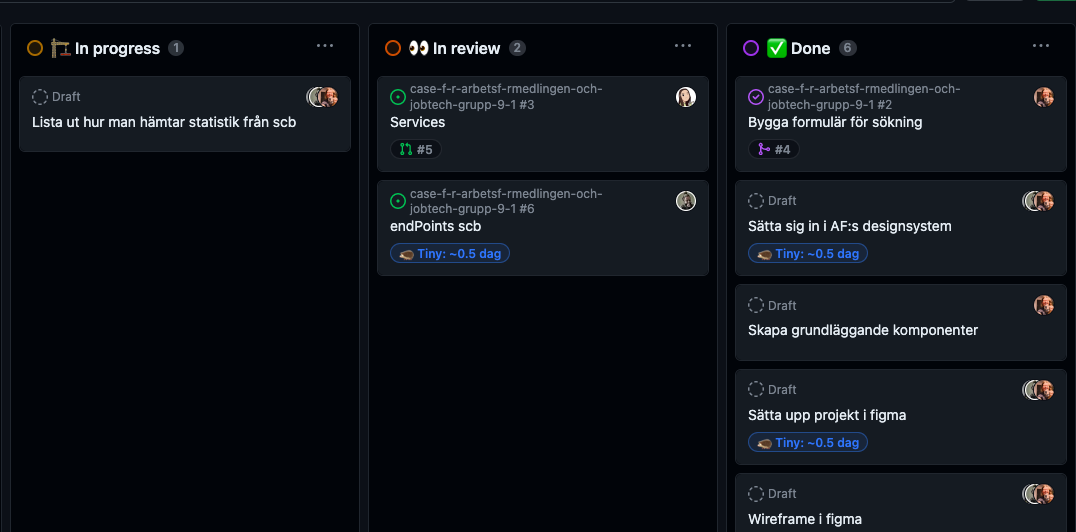 In progress 1
Draft
Lista ut hur man hämtar statistik från scb
In review 2
case-f-r-arbetsf-rmedlingen-och-
jobtech-grupp-9-1 #3
Services
#5
case-f-r-arbetsf-rmedlingen-och-
jobtech-grupp-9-1 #6
endPoints scb
Tiny: ~0.5 dag
Done 6
case-f-r-arbetsf-rmedlingen-och-
jobtech-grupp-9-1 #2
Bygga formulär för sökning
#4
Draft
Sätta sig in i AF:s designsystem
Tiny: ~0.5 dag
Draft
Skapa grundläggande komponenter
Draft
Sätta upp projekt i figma
Tiny: ~0.5 dag
Draft
Wireframe i figma